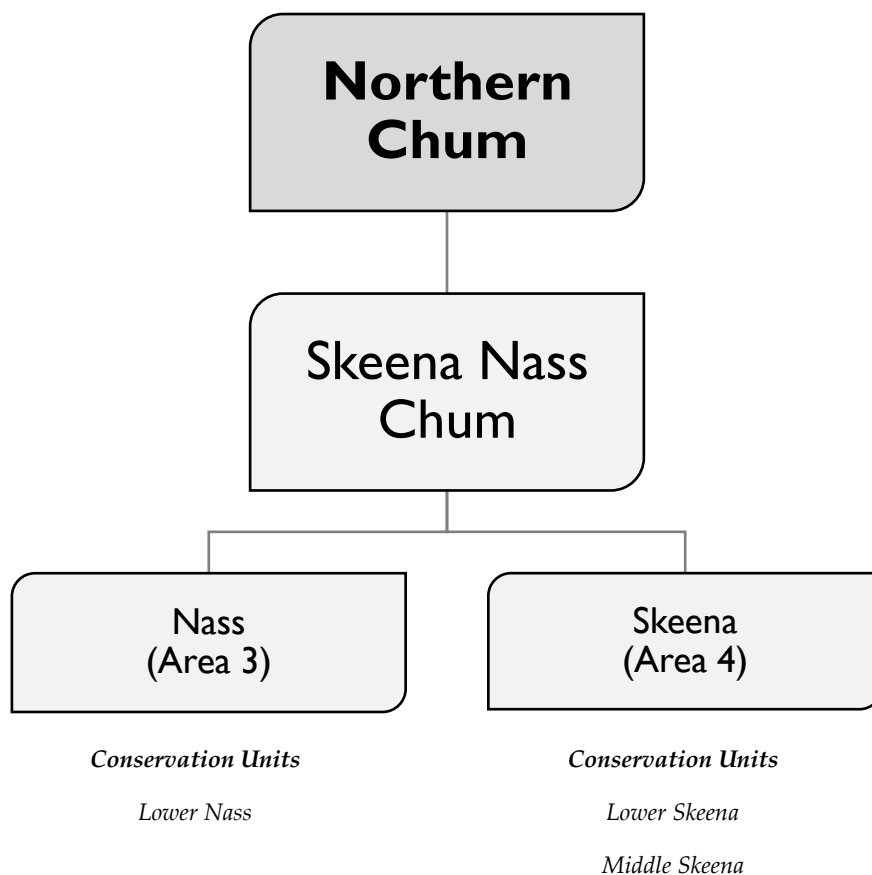 Northern
Chum
Skeena Nass
Chum
Nass
(Area 3)
Skeena
(Area 4)
Conservation Units
Lower Nass
Conservation Units
Lower Skeena
Middle Skeena